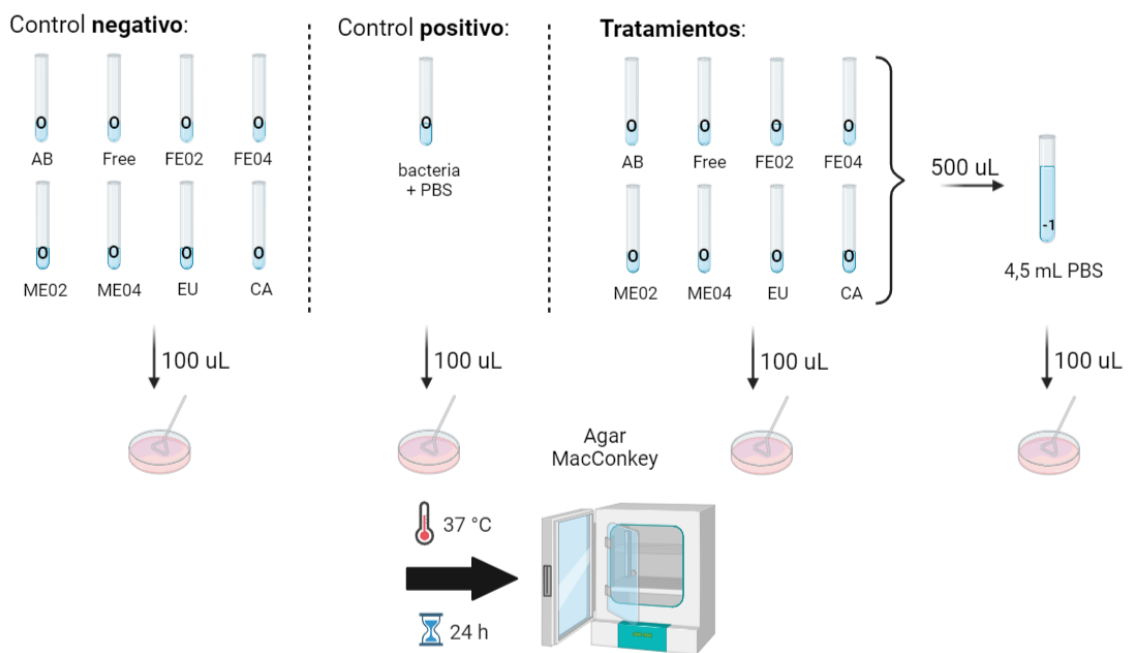 Control negativo:
0 0 0 0
AB Free FE02 FE04
0 0 0 0
ME02 ME04 EU CA
100 uL
Control positivo:
0
bacteria
+ PBS
100 uL
Tratamientos:
0 0 0 0
AB Free FE02 FE04
0 0 0 0
ME02 ME04 EU CA
100 uL
500 uL
-1
4,5 mL PBS
100 uL
Agar
MacConkey
37 °C
24 h